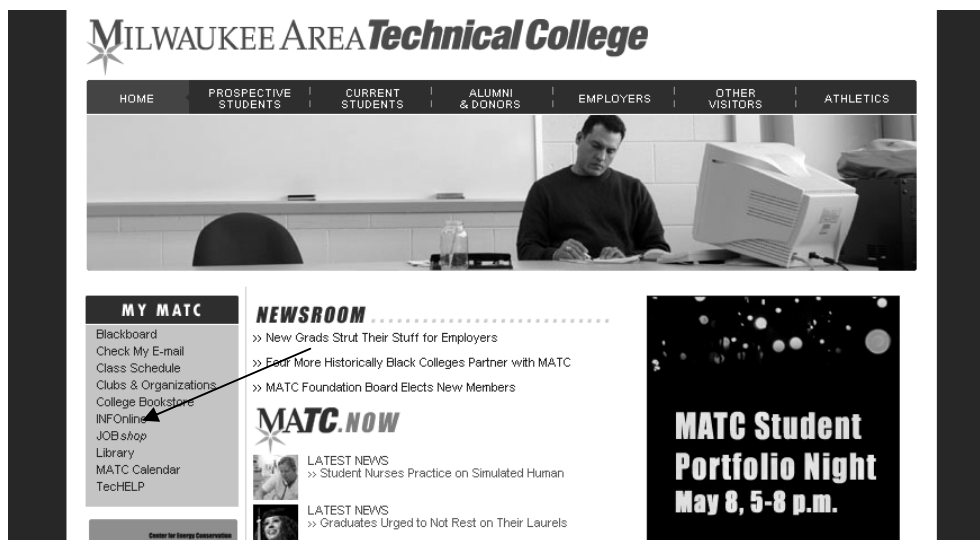 MILWAUKEE AREA Technical College
HOME
PROSPECTIVE
STUDENTS
CURRENT
STUDENTS
ALUMNI
& DONORS
EMPLOYERS
OTHER
VISITORS
ATHLETICS
MY MATC
Blackboard
Check My E-mail
Class Schedule
Clubs & Organizations
College Bookstore
INFOnline
JOBshop
Library
MATC Calendar
TecHELP
Center for Energy Conservation
NEWSROOM
>> New Grads Strut Their Stuff for Employers
>> Four More Historically Black Colleges Partner with MATC
>> MATC Foundation Board Elects New Members
MATC.NOW
LATEST NEWS
>> Student Nurses Practice on Simulated Human
LATEST NEWS
>> Graduates Urged to Not Rest on Their Laurels
MATC Student
Portfolio Night
May 8, 5-8 p.m.